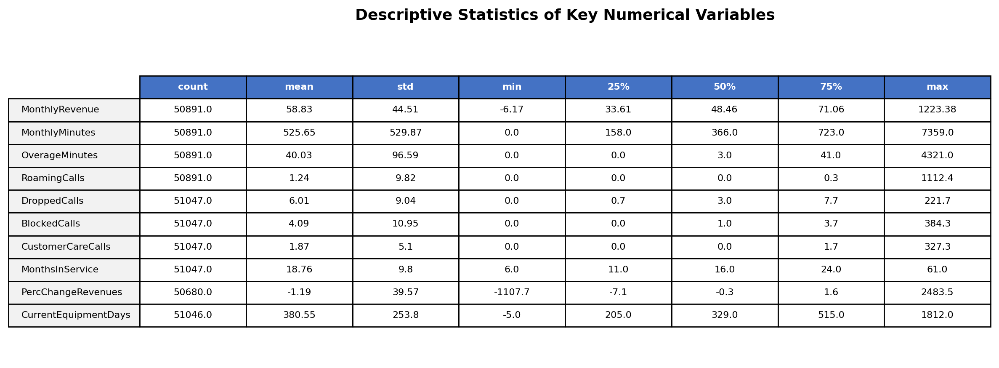 Descriptive Statistics of Key Numerical Variables
count mean std min 25% 50% 75% max
MonthlyRevenue 50891.0 58.83 44.51 -6.17 33.61 48.46 71.06 1223.38
MonthlyMinutes 50891.0 525.65 529.87 0.0 158.0 366.0 723.0 7359.0
OverageMinutes 50891.0 40.03 96.59 0.0 0.0 3.0 41.0 4321.0
RoamingCalls 50891.0 1.24 9.82 0.0 0.0 0.0 0.3 1112.4
DroppedCalls 51047.0 6.01 9.04 0.0 0.7 3.0 7.7 221.7
BlockedCalls 51047.0 4.09 10.95 0.0 0.0 1.0 3.7 384.3
CustomerCareCalls 51047.0 1.87 5.1 0.0 0.0 0.0 1.7 327.3
MonthsInService 51047.0 18.76 9.8 6.0 11.0 16.0 24.0 61.0
PercChangeRevenues 50680.0 -1.19 39.57 -1107.7 -7.1 -0.3 1.6 2483.5
CurrentEquipmentDays 51046.0 380.55 253.8 -5.0 205.0 329.0 515.0 1812.0